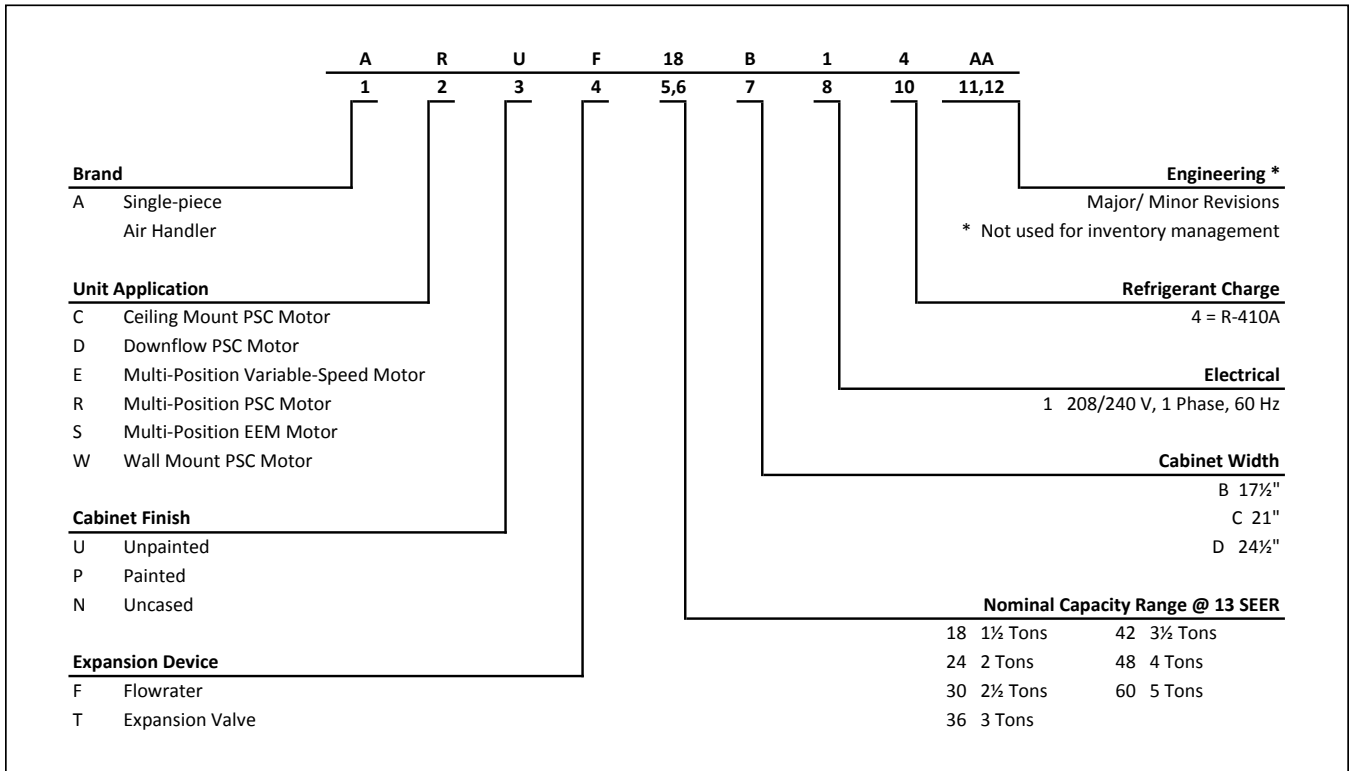 A R U F 18 B 1 4 AA
1 2 3 4 5,6 7 8 10 11,12
Brand
A Single-piece
Air Handler
Engineering *
Major/ Minor Revisions
* Not used for inventory management
Unit Application
C Ceiling Mount PSC Motor
D Downflow PSC Motor
E Multi-Position Variable-Speed Motor
R Multi-Position PSC Motor
S Multi-Position EEM Motor
W Wall Mount PSC Motor
Refrigerant Charge
4 = R-410A
Electrical
1 208/240 V, 1 Phase, 60 Hz
Cabinet Width
B 17½"
C 21"
D 24½"
Cabinet Finish
U Unpainted
P Painted
N Uncased
Nominal Capacity Range @ 13 SEER
18 1½ Tons 42 3½ Tons
24 2 Tons 48 4 Tons
30 2½ Tons 60 5 Tons
36 3 Tons
Expansion Device
F Flowrater
T Expansion Valve